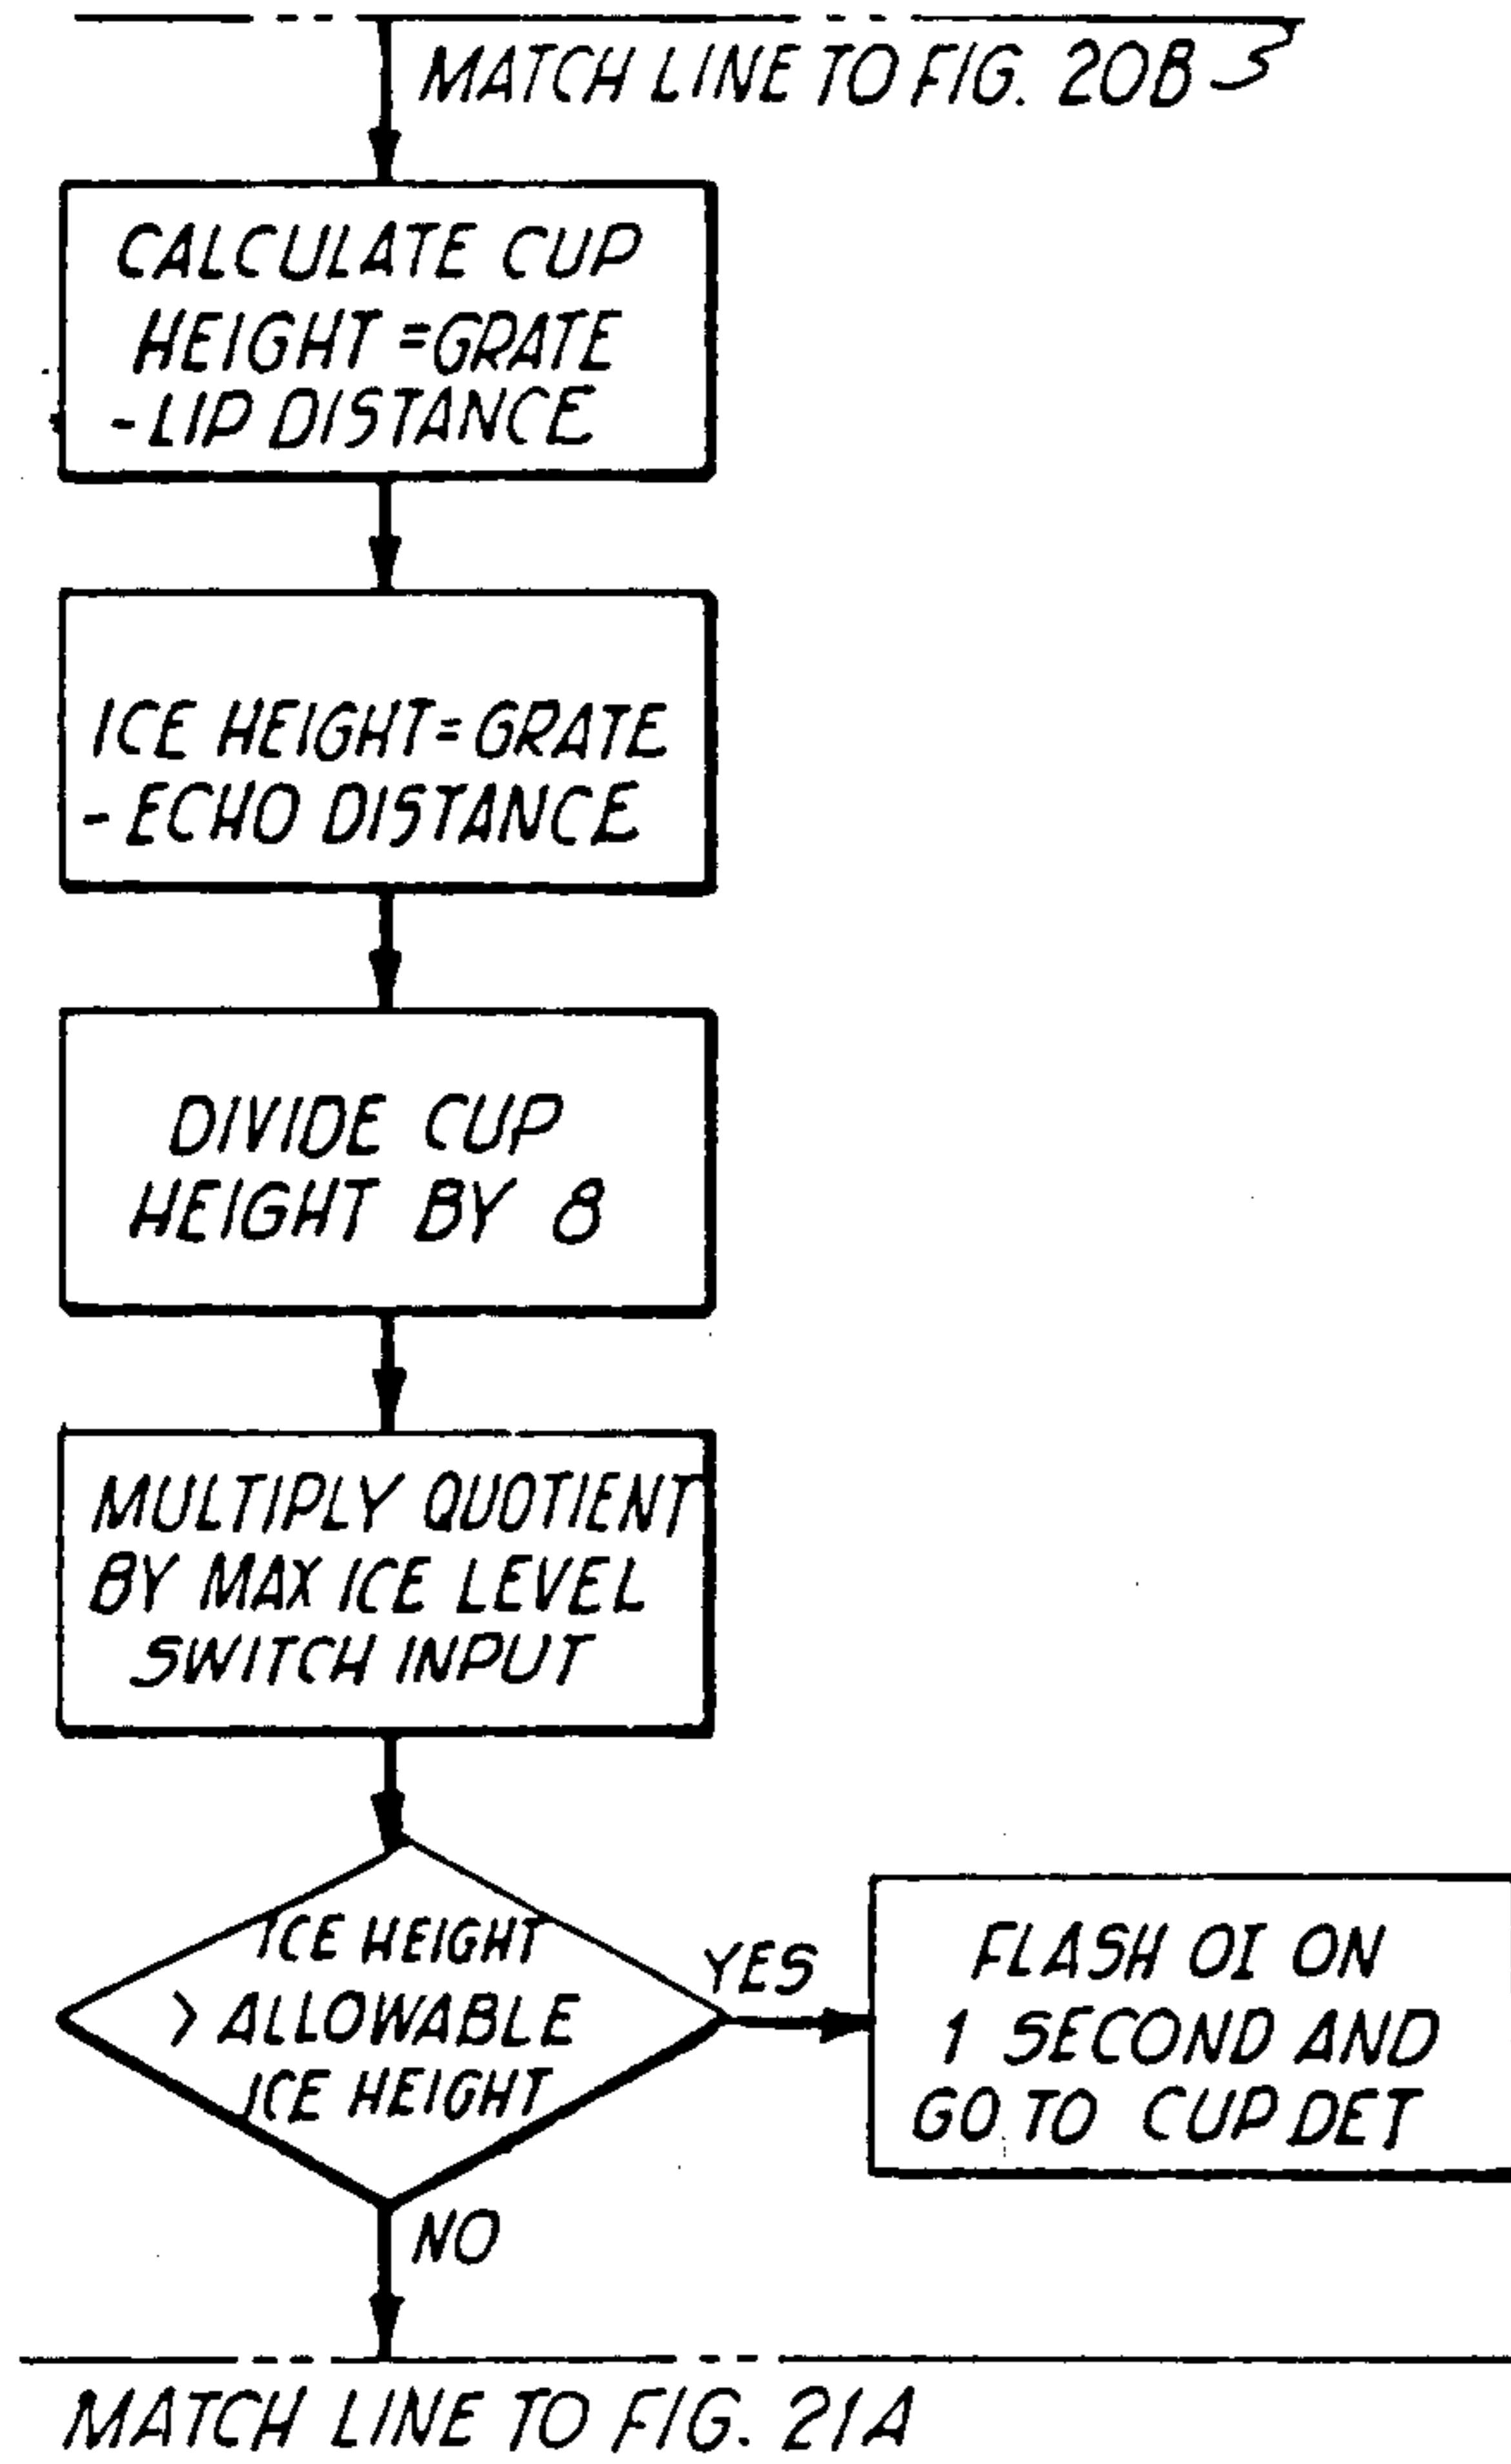 MATCH LINE TO FIG. 20B
CALCULATE CUP
HEIGHT = GRATE
- LIP DISTANCE
ICE HEIGHT = GRATE
- ECHO DISTANCE
DIVIDE CUP
HEIGHT BY 8
MULTIPLY QUOTIENT
BY MAX ICE LEVEL
SWITCH INPUT
ICE HEIGHT
> ALLOWABLE
ICE HEIGHT
YES
FLASH OI ON
1 SECOND AND
GO TO CUP DET
NO
MATCH LINE TO FIG. 21A